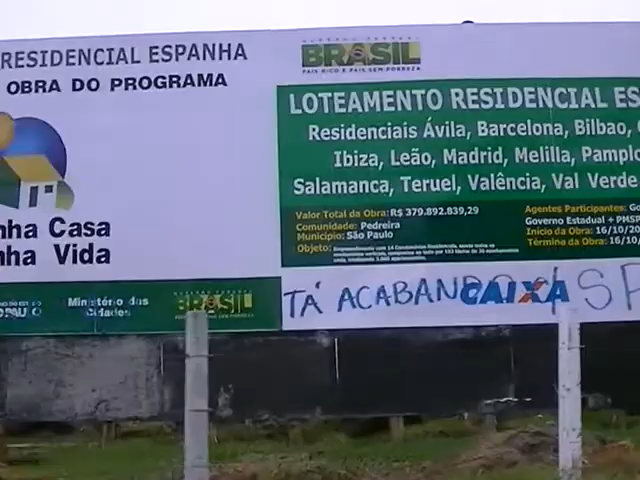 RESIDENCIAL ESPANHA
OBRA DO PROGRAMA
nha Casa
nha Vida
Ministério das
Cidades
BRASIL
GOVERNO FEDERAL
BRASIL
PAÍS RICO É PAÍS SEM POBREZA
LOTEAMENTO RESIDENCIAL ES
Residenciais Ávila, Barcelona, Bilbao,
Ibiza, Leão, Madrid, Melilla, Pamplo
Salamanca, Teruel, Valência, Val Verde
Valor Total da Obra: R$ 379.892.839,29
Comunidade: Pedreira
Município: São Paulo
Objeto:
Agentes Participantes: Go
Governo Estadual + PMSP
Início da Obra: 16/10/20
Término da Obra: 16/10/
TÁ ACABANDO
CAIXA